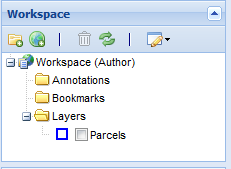 Workspace
Workspace (Author)
Annotations
Bookmarks
Layers
Parcels